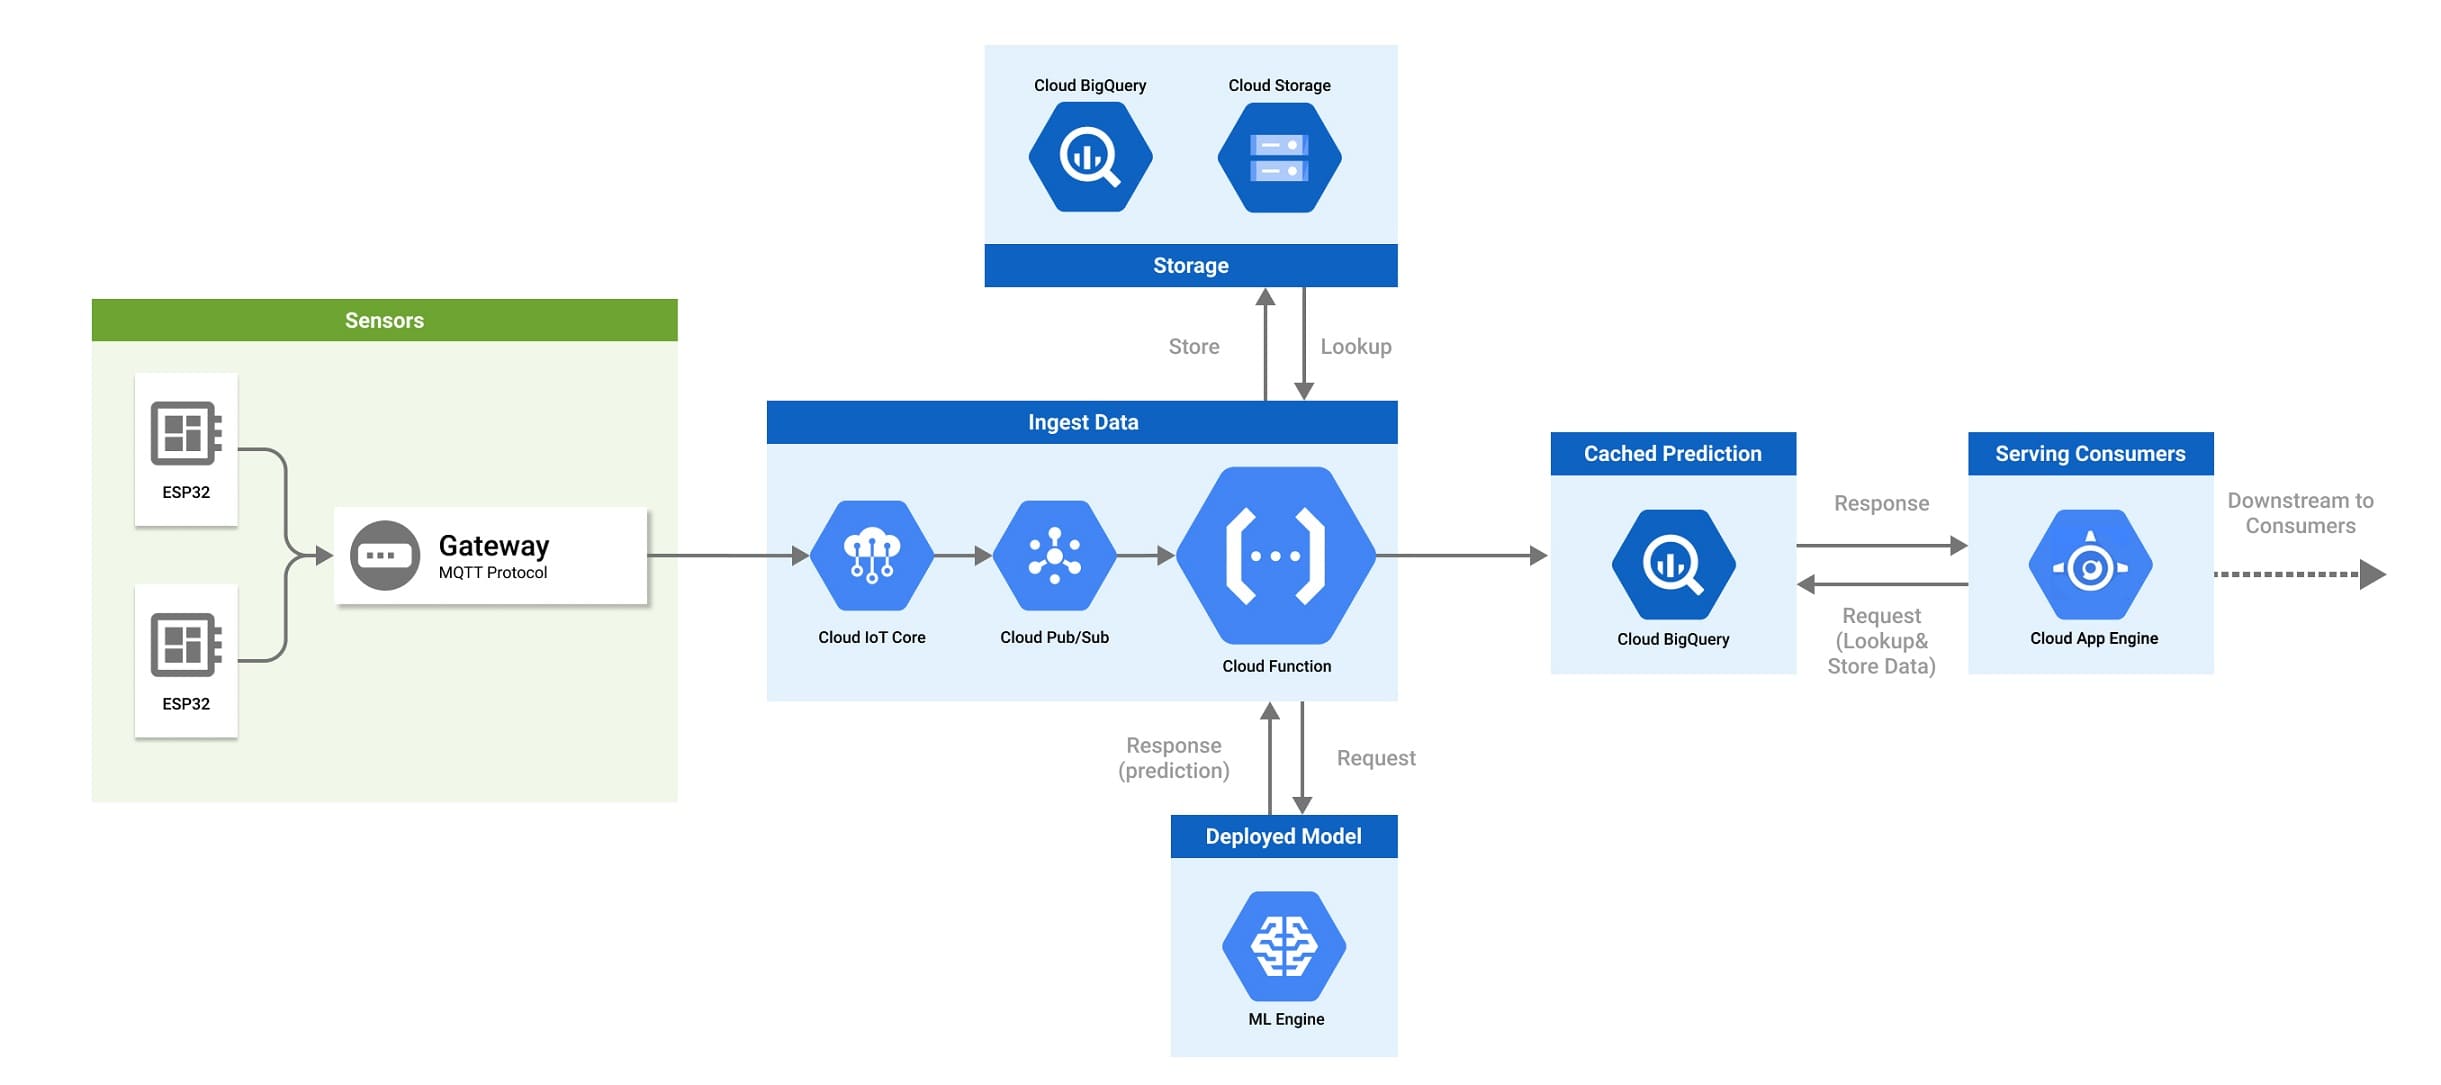 Cloud BigQuery
Cloud Storage
Storage
Store
Lookup
Sensors
ESP32
ESP32
Gateway
MQTT Protocol
Ingest Data
Cloud IoT Core
Cloud Pub/Sub
Cloud Function
Response
(prediction)
Request
Deployed Model
ML Engine
Cached Prediction
Cloud BigQuery
Response
Request
(Lookup&
Store Data)
Serving Consumers
Cloud App Engine
Downstream to
Consumers